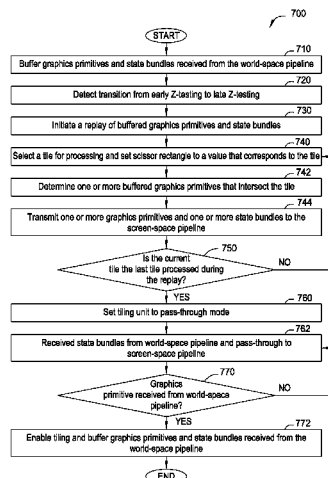 700
START
710
Buffer graphics primitives and state bundles received from the world-space pipeline
720
Detect transition from early Z-testing to late Z-testing
730
Initiate a replay of buffered graphics primitives and state bundles
740
Select a tile for processing and set scissor rectangle to a value that corresponds to the tile
742
Determine one or more buffered graphics primitives that intersect the tile
744
Transmit one or more graphics primitives and one or more state bundles to the
screen-space pipeline
750
Is the current
tile the last tile processed during
the replay?
NO
YES
760
Set tiling unit to pass-through mode
762
Received state bundles from world-space pipeline and pass-through to
screen-space pipeline
770
Graphics
primitive received from world-space
pipeline?
NO
YES
772
Enable tiling and buffer graphics primitives and state bundles received from the
world-space pipeline
END